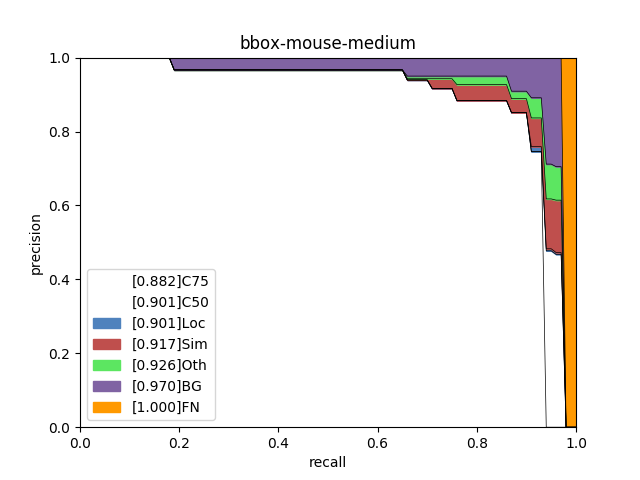 bbox-mouse-medium
1.0
0.8
0.6
0.4
0.2
0.0
precision
[0.882]C75
[0.901]C50
[0.901]Loc
[0.917]Sim
[0.926]Oth
[0.970]BG
[1.000]FN
0.0 0.2 0.4 0.6 0.8 1.0
recall